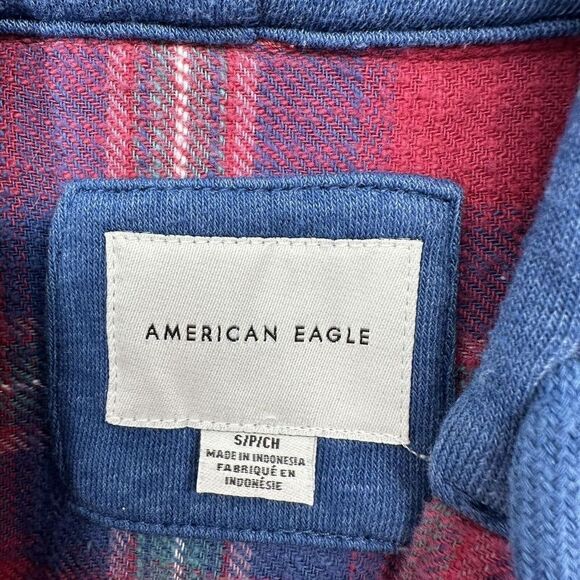 AMERICAN EAGLE
S/P/CH
MADE IN INDONESIA
FABRIQUÉ EN
INDONÉSIE